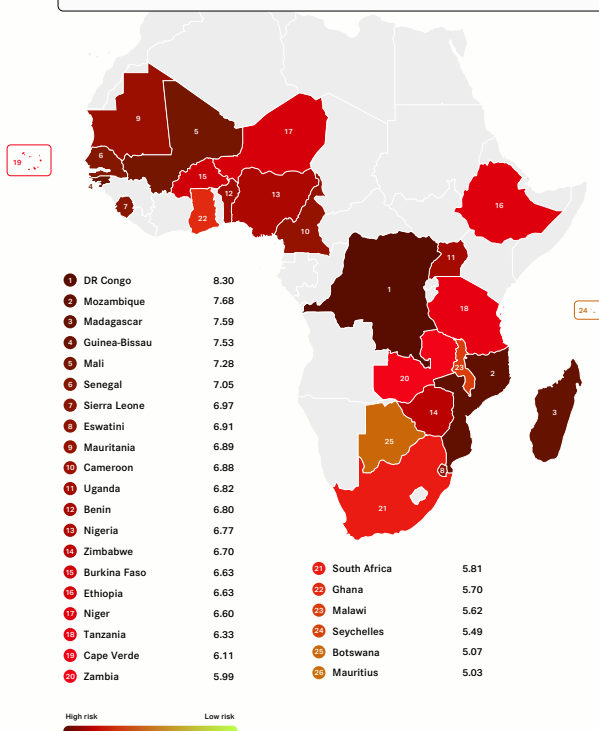 9
5
17
6
15
4
12
13
7
22
10
19
16
11
1
18
24
20
23
2
14
3
25
8
21
1 DR Congo 8.30
2 Mozambique 7.68
3 Madagascar 7.59
4 Guinea-Bissau 7.53
5 Mali 7.28
6 Senegal 7.05
7 Sierra Leone 6.97
8 Eswatini 6.91
9 Mauritania 6.89
10 Cameroon 6.88
11 Uganda 6.82
12 Benin 6.80
13 Nigeria 6.77
14 Zimbabwe 6.70
15 Burkina Faso 6.63
16 Ethiopia 6.63
17 Niger 6.60
18 Tanzania 6.33
19 Cape Verde 6.11
20 Zambia 5.99
21 South Africa 5.81
22 Ghana 5.70
23 Malawi 5.62
24 Seychelles 5.49
25 Botswana 5.07
26 Mauritius 5.03
High risk Low risk